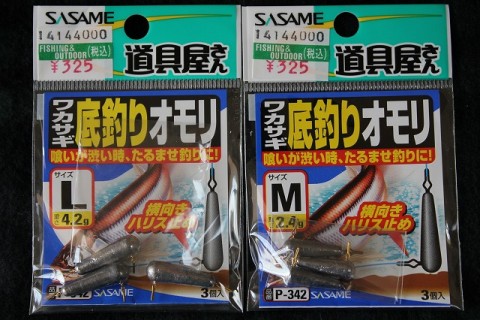 SASAME
14144000
FISHING&
OUTDOOR (税込)
¥325
道具屋さん
ワカサギ
底釣りオモリ
喰いが渋い時、たるませ釣りに!
サイズ
L
4.2g
横向き
ハリス止め
P-342
SASAME
3個入
SASAME
14144000
FISHING&
OUTDOOR (税込)
¥325
道具屋さん
ワカサギ
底釣りオモリ
喰いが渋い時、たるませ釣りに!
サイズ
M
2.4g
横向き
ハリス止め
P-342
SASAME
3個入